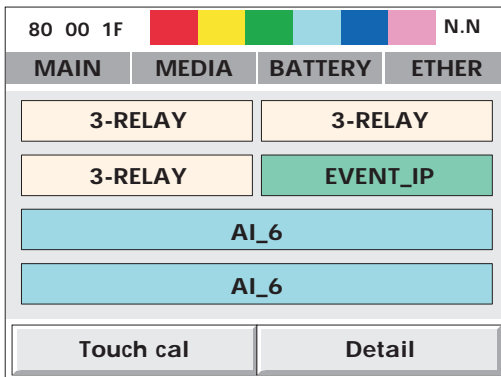 80 00 1F N.N
MAIN MEDIA BATTERY ETHER
3-RELAY 3-RELAY
3-RELAY EVENT_IP
AI_6
AI_6
Touch cal Detail